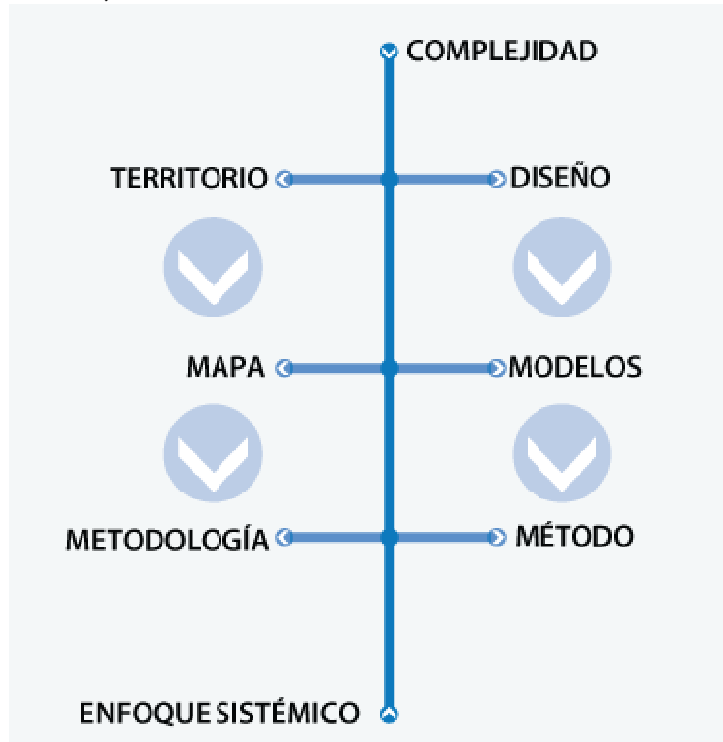 COMPLEJIDAD
TERRITORIO
DISEÑO
MAPA
MODELOS
METODOLOGÍA
MÉTODO
ENFOQUE SISTÉMICO